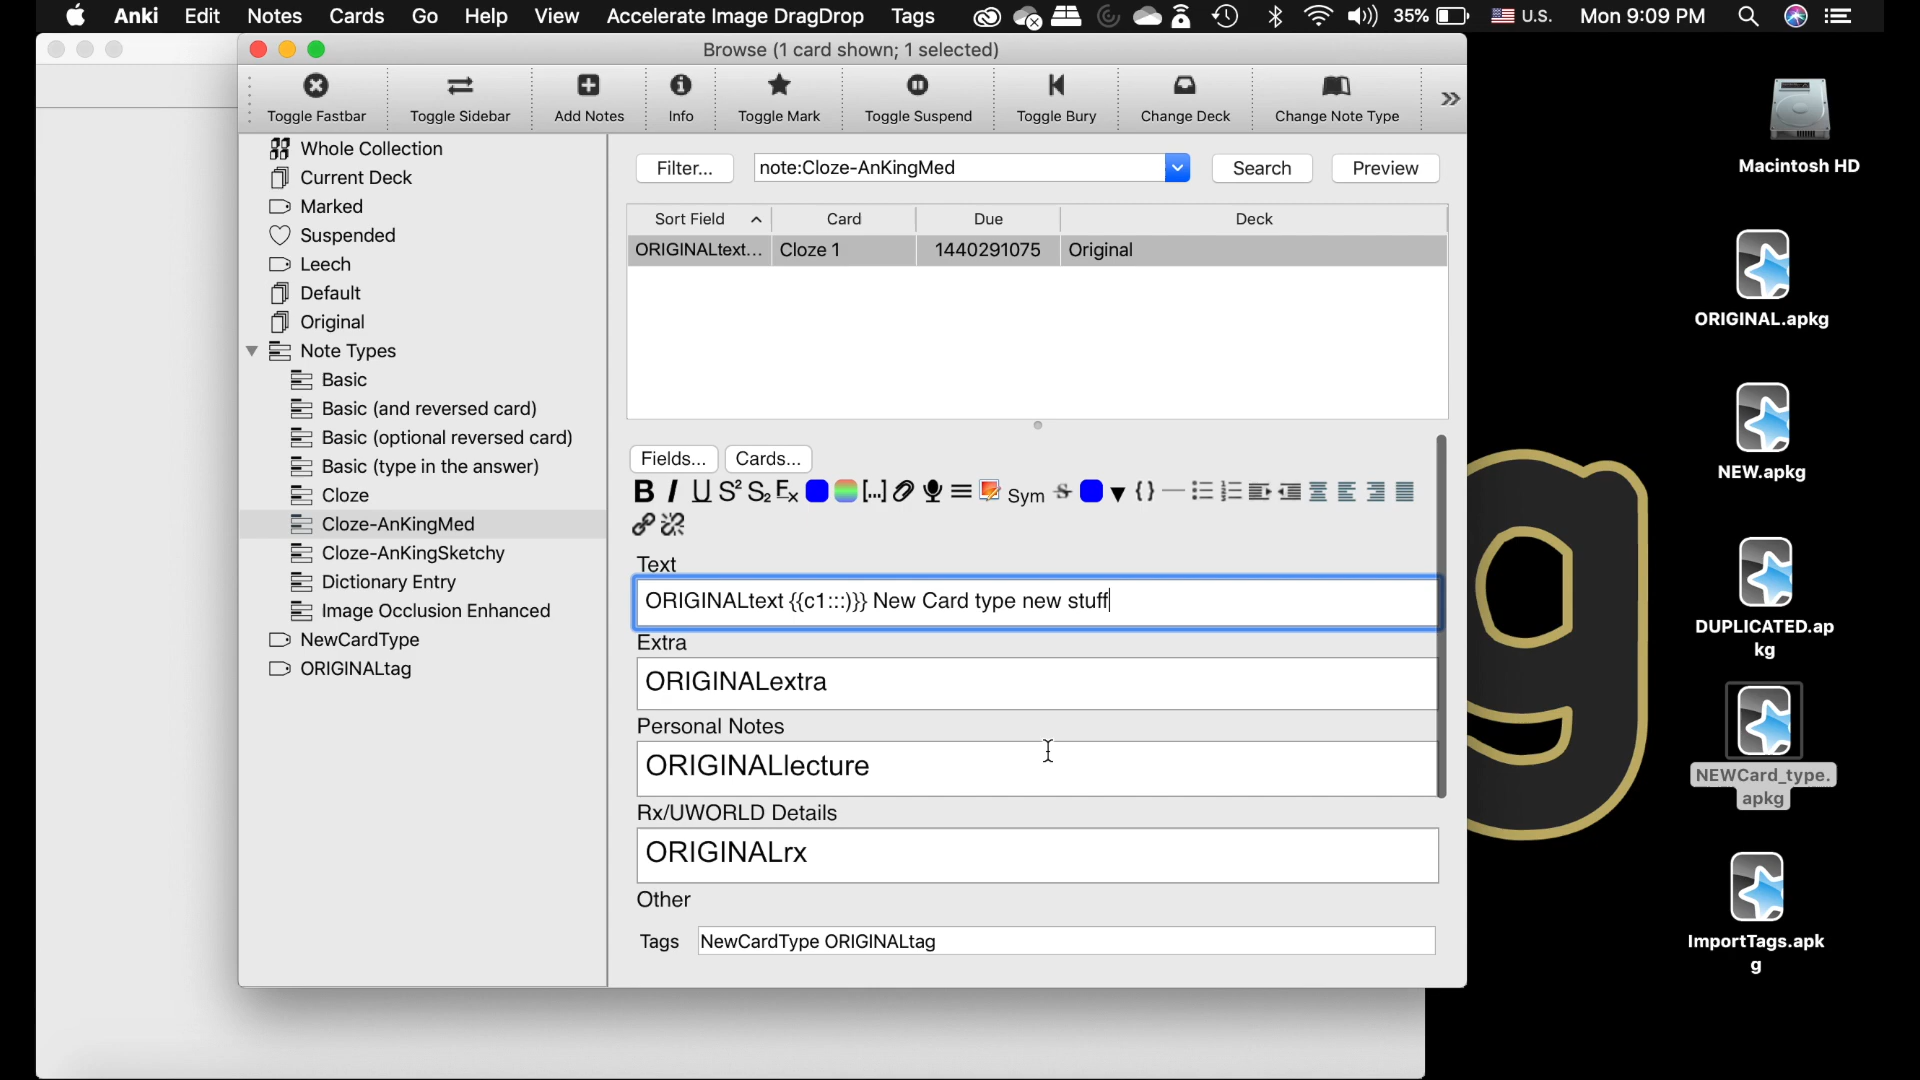 Anki Edit Notes Cards Go Help View Accelerate Image DragDrop Tags 35% U.S. Mon 9:09 PM
Browse (1 card shown; 1 selected)
Toggle Fastbar Toggle Sidebar Add Notes Info Toggle Mark Toggle Suspend Toggle Bury Change Deck Change Note Type
Whole Collection
Current Deck
Marked
Suspended
Leech
Default
Original
Note Types
Basic
Basic (and reversed card)
Basic (optional reversed card)
Basic (type in the answer)
Cloze
Cloze-AnKingMed
Cloze-AnKingSketchy
Dictionary Entry
Image Occlusion Enhanced
NewCardType
ORIGINALtag
Filter... note:Cloze-AnKingMed Search Preview
Sort Field Card Due Deck
ORIGINALtext... Cloze 1 1440291075 Original
Fields... Cards...
B I U S² S₂ Fx [...] Sym S {}
Text
ORIGINALtext {{c1:::)}} New Card type new stuff
Extra
ORIGINALextra
Personal Notes
ORIGINALlecture
Rx/UWORLD Details
ORIGINALrx
Other
Tags NewCardType ORIGINALtag
Macintosh HD
ORIGINAL.apkg
NEW.apkg
DUPLICATED.ap
kg
NEWCard_type.
apkg
ImportTags.apk
g
g